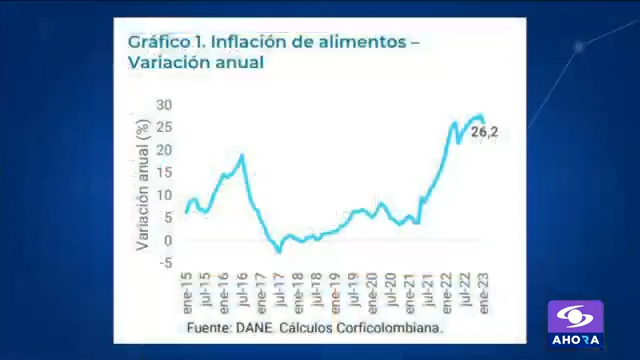 Gráfico 1. Inflación de alimentos –
Variación anual
Variación anual (%)
30
25
20
15
10
5
0
-5
26,2
ene-15
jul-15
ene-16
jul-16
ene-17
jul-17
ene-18
jul-18
ene-19
jul-19
ene-20
jul-20
ene-21
jul-21
ene-22
jul-22
ene-23
Fuente: DANE. Cálculos Corficolombiana.
AHORA